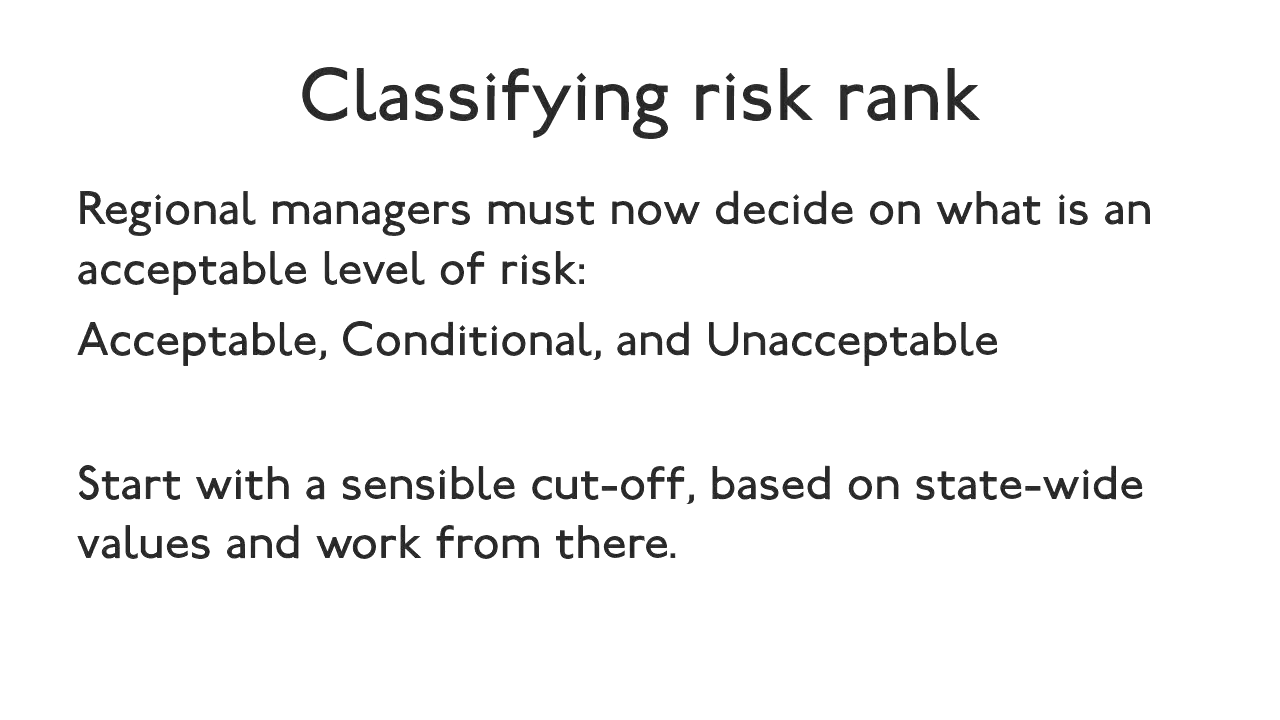 Classifying risk rank
Regional managers must now decide on what is an
acceptable level of risk:
Acceptable, Conditional, and Unacceptable
Start with a sensible cut-off, based on state-wide
values and work from there.